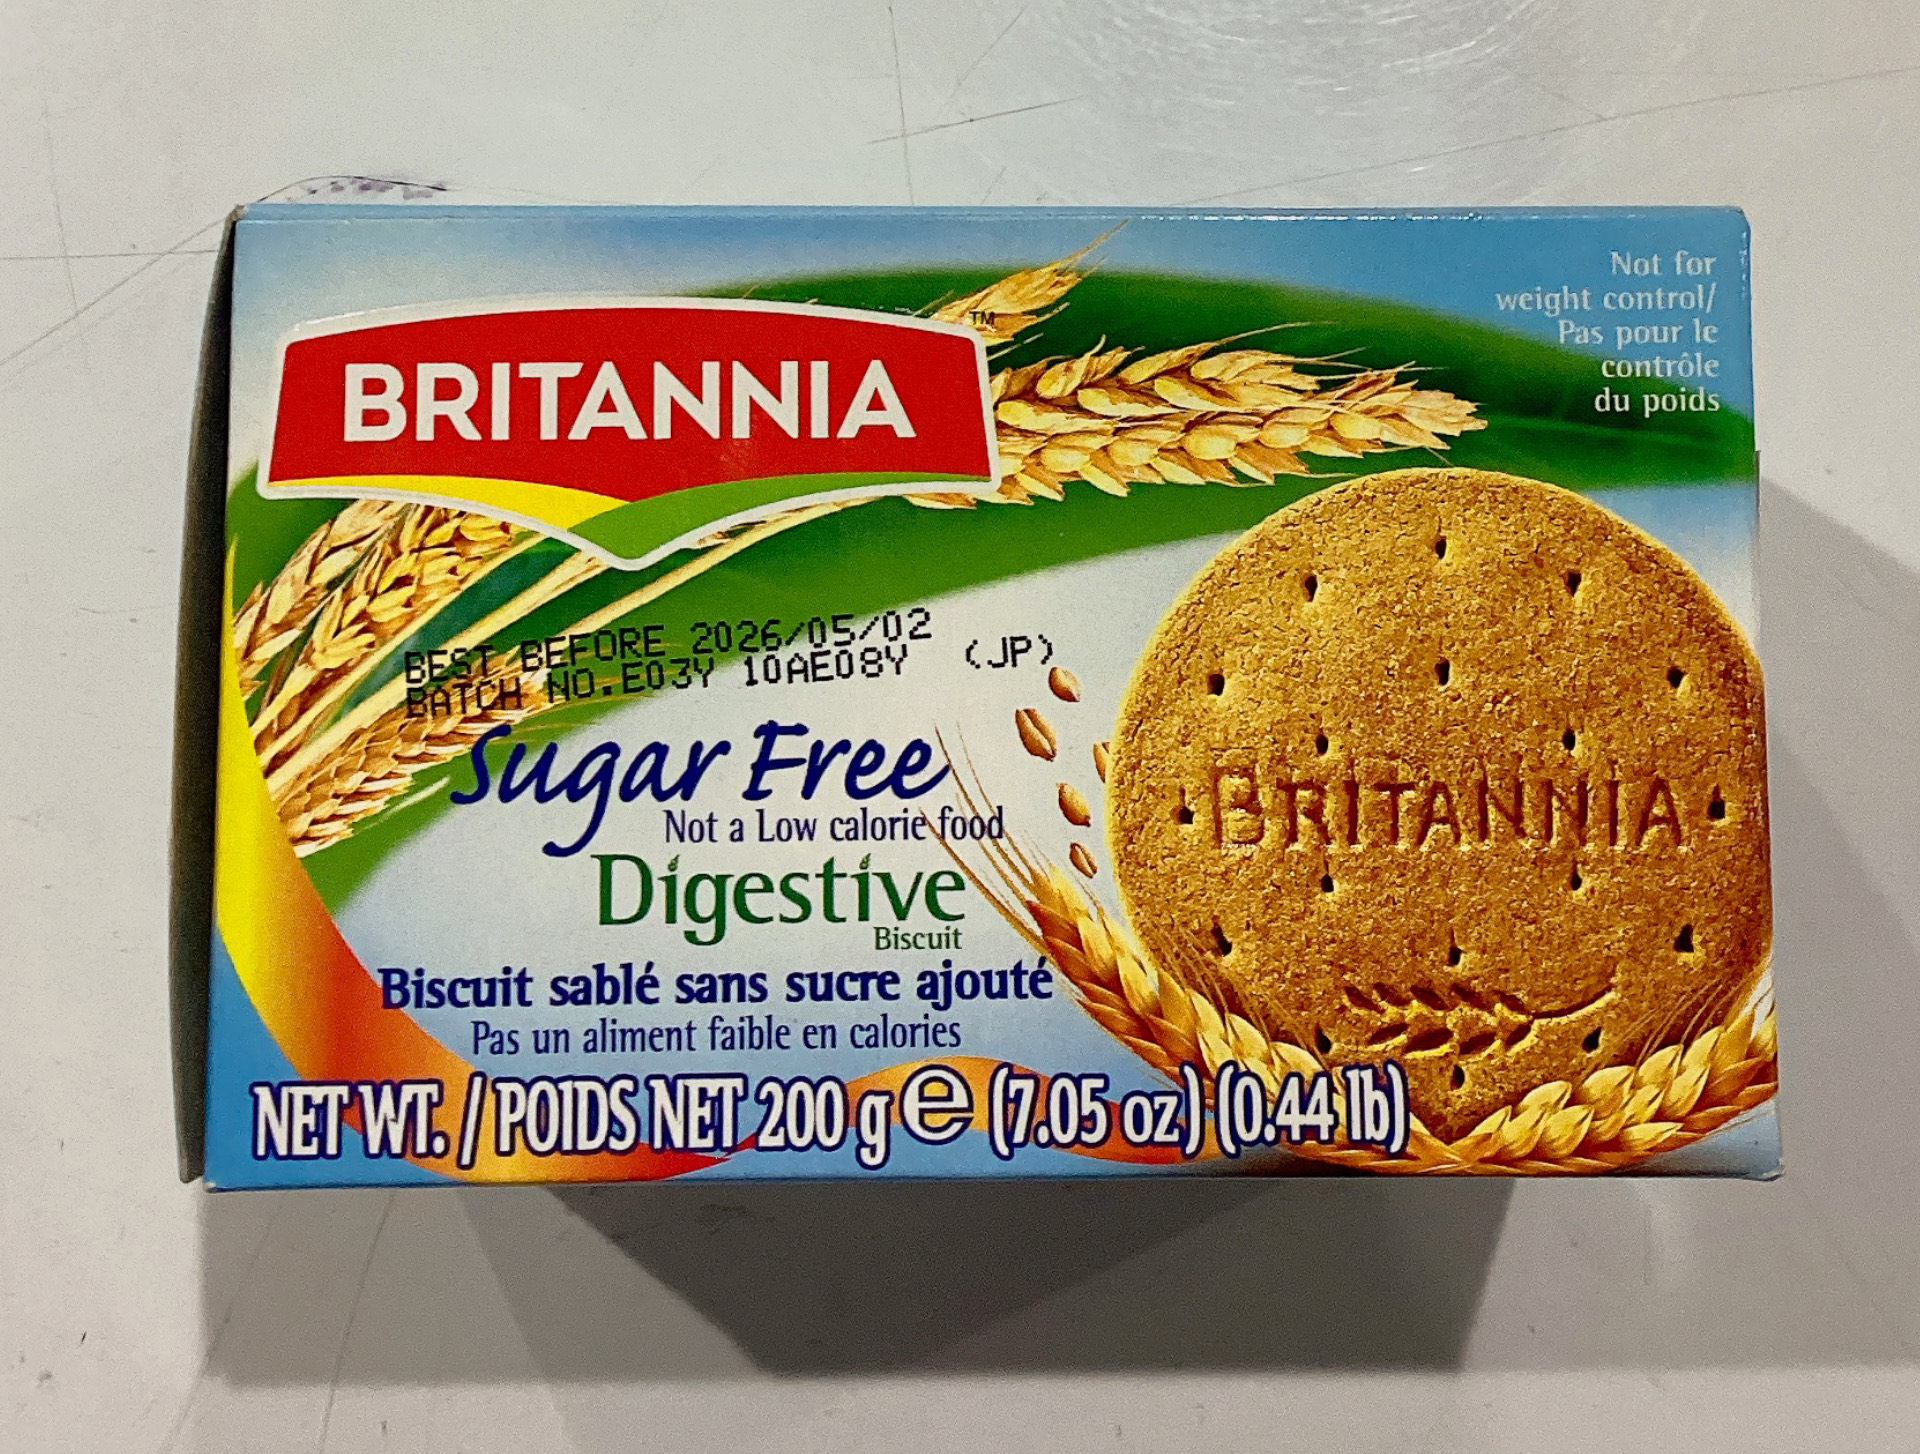 Not for
weight control/
Pas pour le
contrôle
du poids
BRITANNIA™
BEST BEFORE 2026/05/02
BATCH NO.E03Y 10AE08Y (JP)
Sugar Free
Not a Low calorie food
Digestive
Biscuit
BRITANNIA
Biscuit sablé sans sucre ajouté
Pas un aliment faible en calories
NET WT. / POIDS NET 200 g e (7.05 oz) (0.44 lb)